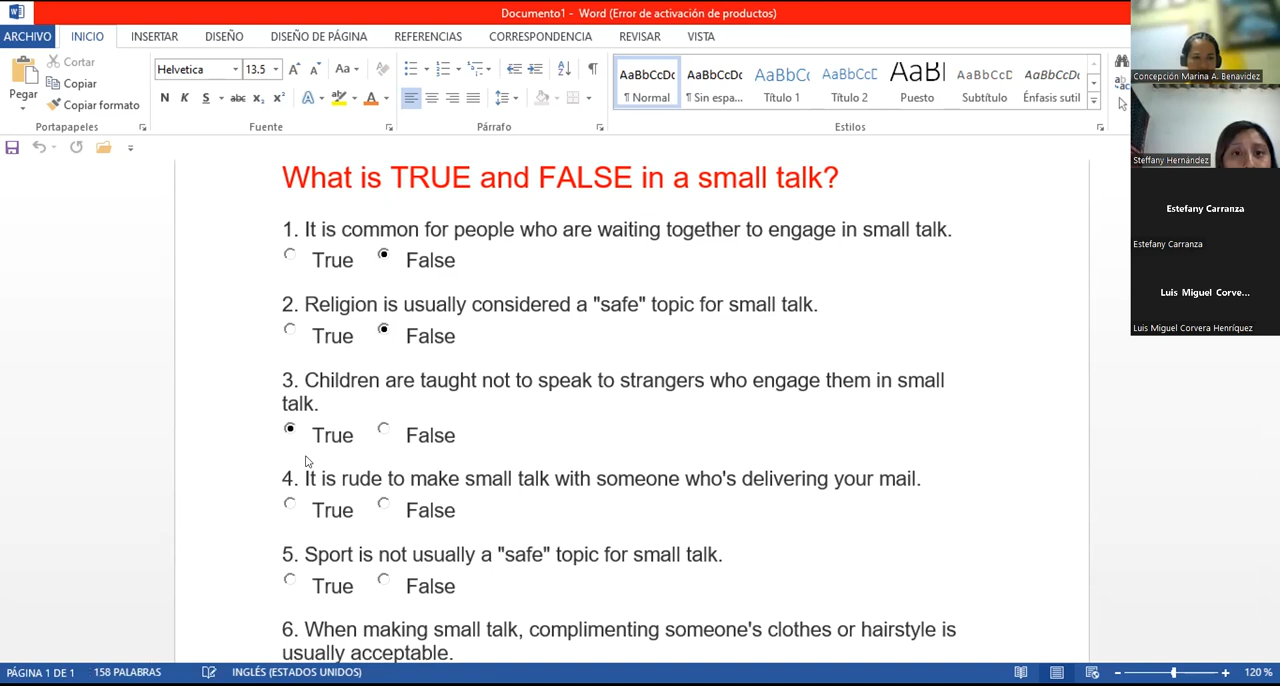 Documento1 - Word (Error de activación de productos)
ARCHIVO INICIO INSERTAR DISEÑO DISEÑO DE PÁGINA REFERENCIAS CORRESPONDENCIA REVISAR VISTA
Pegar
Cortar
Copiar
Copiar formato
Portapapeles
Helvetica 13.5 Aa
N K S abc x₂ x² A A
Fuente
Párrafo
AaBbCcDc AaBbCcDc AaBbCc AaBbCcD AaBl AaBbCcD AaBbCcDc
¶ Normal ¶ Sin espa... Título 1 Título 2 Puesto Subtítulo Énfasis sutil
Estilos
What is TRUE and FALSE in a small talk?
1. It is common for people who are waiting together to engage in small talk.
True False
2. Religion is usually considered a "safe" topic for small talk.
True False
3. Children are taught not to speak to strangers who engage them in small
talk.
True False
4. It is rude to make small talk with someone who's delivering your mail.
True False
5. Sport is not usually a "safe" topic for small talk.
True False
6. When making small talk, complimenting someone's clothes or hairstyle is
usually acceptable.
PÁGINA 1 DE 1 158 PALABRAS INGLÉS (ESTADOS UNIDOS) 120 %
Concepción Marina A. Benavidez
Steffany Hernández
Estefany Carranza
Estefany Carranza
Luis Miguel Corve...
Luis Miguel Corvera Henríquez